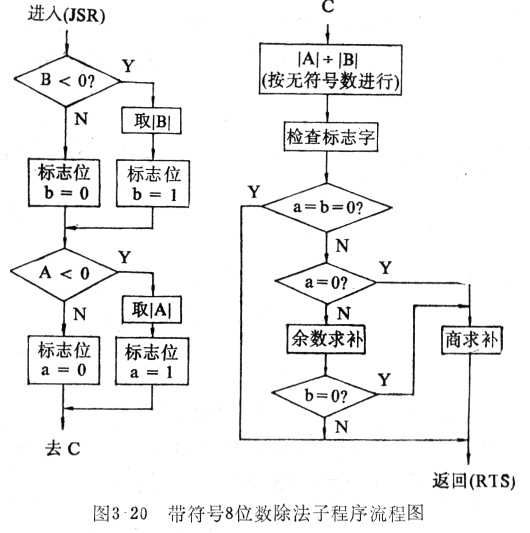 进入(JSR)
B < 0?
Y
N
取|B|
标志位
b = 0
标志位
b = 1
A < 0
Y
N
取|A|
标志位
a = 0
标志位
a = 1
去 C
C
|A| ÷ |B|
(按无符号数进行)
检查标志字
Y
a = b = 0?
N
a = 0?
Y
N
余数求补
商求补
b = 0?
Y
N
返回(RTS)
图3-20 带符号8位数除法子程序流程图